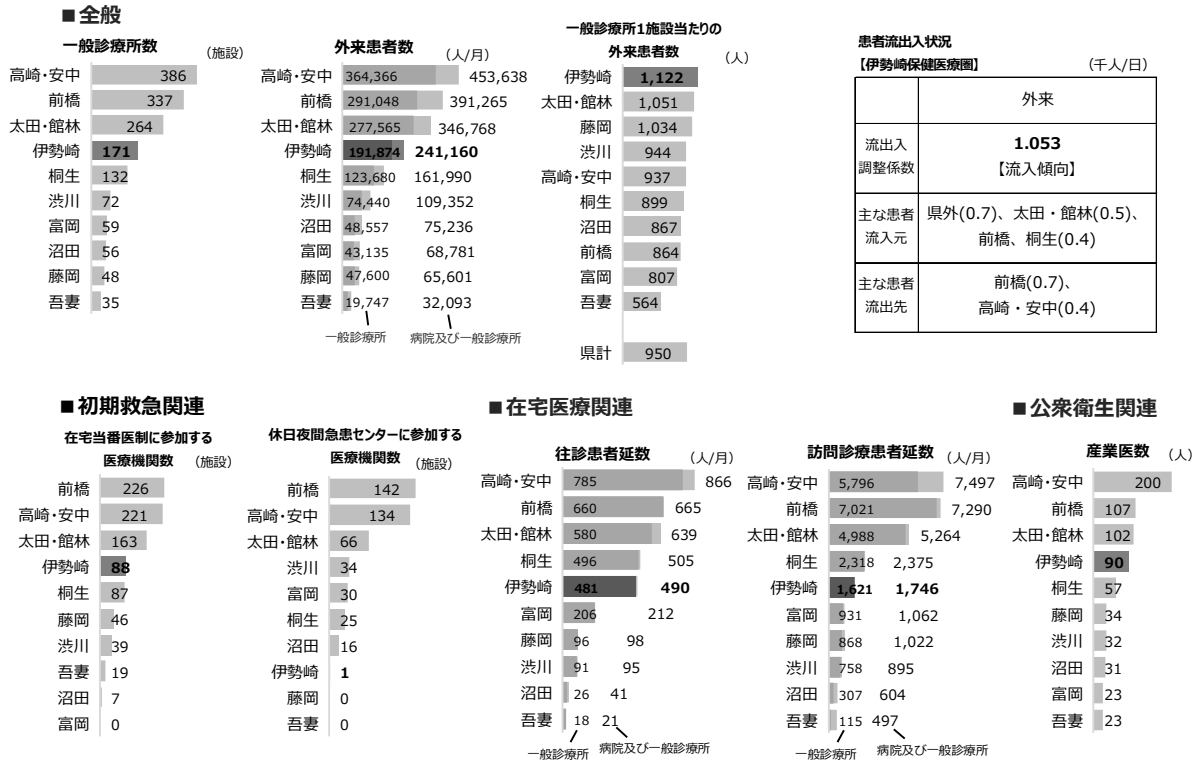 ■全般
一般診療所数 （施設）
高崎・安中 386
前橋 337
太田・館林 264
伊勢崎 171
桐生 132
渋川 72
富岡 59
沼田 56
藤岡 48
吾妻 35
外来患者数 （人/月）
高崎・安中 364,366 453,638
前橋 291,048 391,265
太田・館林 277,565 346,768
伊勢崎 191,874 241,160
桐生 123,680 161,990
渋川 74,440 109,352
沼田 48,557 75,236
富岡 43,135 68,781
藤岡 47,600 65,601
吾妻 19,747 32,093
一般診療所 病院及び一般診療所
一般診療所1施設当たりの
外来患者数 （人）
伊勢崎 1,122
太田・館林 1,051
藤岡 1,034
渋川 944
高崎・安中 937
桐生 899
沼田 867
前橋 864
富岡 807
吾妻 564
県計 950
患者流出入状況
【伊勢崎保健医療圏】 （千人/日）
外来
流出入
調整係数
1.053
【流入傾向】
主な患者
流入元
県外(0.7)、太田・館林(0.5)、
前橋、桐生(0.4)
主な患者
流出先
前橋(0.7)、
高崎・安中(0.4)
■初期救急関連
在宅当番医制に参加する
医療機関数 （施設）
前橋 226
高崎・安中 221
太田・館林 163
伊勢崎 88
桐生 87
藤岡 46
渋川 39
吾妻 19
沼田 7
富岡 0
休日夜間急患センターに参加する
医療機関数 （施設）
前橋 142
高崎・安中 134
太田・館林 66
渋川 34
富岡 30
桐生 25
沼田 16
伊勢崎 1
藤岡 0
吾妻 0
■在宅医療関連
往診患者延数 （人/月）
高崎・安中 785 866
前橋 660 665
太田・館林 580 639
桐生 496 505
伊勢崎 481 490
富岡 206 212
藤岡 96 98
渋川 91 95
沼田 26 41
吾妻 18 21
一般診療所 病院及び一般診療所
訪問診療患者延数 （人/月）
高崎・安中 5,796 7,497
前橋 7,021 7,290
太田・館林 4,988 5,264
桐生 2,318 2,375
伊勢崎 1,621 1,746
富岡 931 1,062
藤岡 868 1,022
渋川 758 895
沼田 307 604
吾妻 115 497
一般診療所 病院及び一般診療所
■公衆衛生関連
産業医数 （人）
高崎・安中 200
前橋 107
太田・館林 102
伊勢崎 90
桐生 57
藤岡 34
渋川 32
沼田 31
富岡 23
吾妻 23